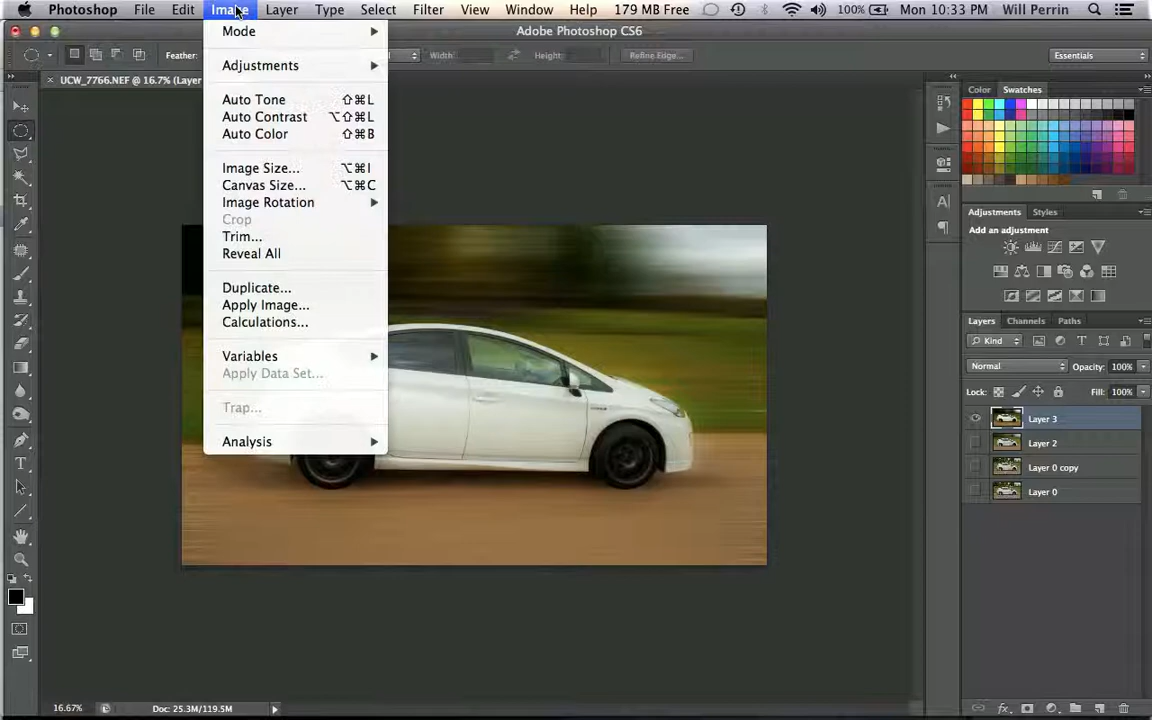 Photoshop File Edit Image Layer Type Select Filter View Window Help 179 MB Free 100% Mon 10:33 PM Will Perrin
Adobe Photoshop CS6
Feather: Width: Height: Refine Edge... Essentials
UCW_7766.NEF @ 16.7% (Layer
Mode
Adjustments
Auto Tone ⇧⌘L
Auto Contrast ⌥⇧⌘L
Auto Color ⇧⌘B
Image Size... ⌥⌘I
Canvas Size... ⌥⌘C
Image Rotation
Crop
Trim...
Reveal All
Duplicate...
Apply Image...
Calculations...
Variables
Apply Data Set...
Trap...
Analysis
Color Swatches
Adjustments Styles
Add an adjustment
Layers Channels Paths
Kind
Normal Opacity: 100%
Lock: Fill: 100%
Layer 3
Layer 2
Layer 0 copy
Layer 0
16.67% Doc: 25.3M/119.5M